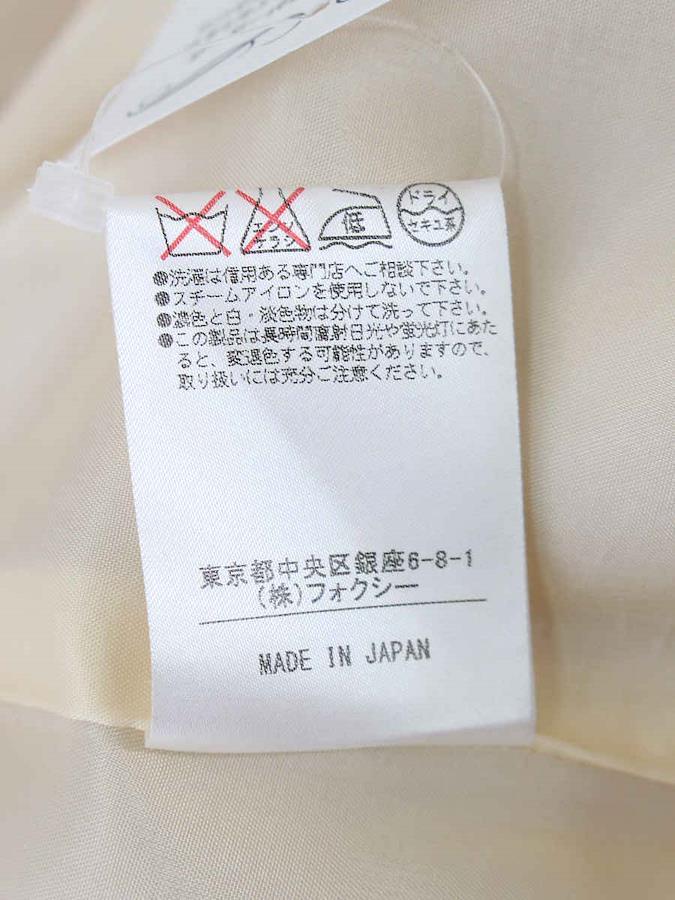 エンソ 低 ドライ
サラシ セキユ系
●洗濯は信用ある専門店へご相談下さい。
●スチームアイロンを使用しないで下さい。
●濃色と白・淡色物は分けて洗って下さい。
●この製品は長時間直射日光や蛍光灯にあた
ると、変退色する可能性がありますので、
取り扱いには充分ご注意ください。
東京都中央区銀座6-8-1
(株)フォクシー
MADE IN JAPAN